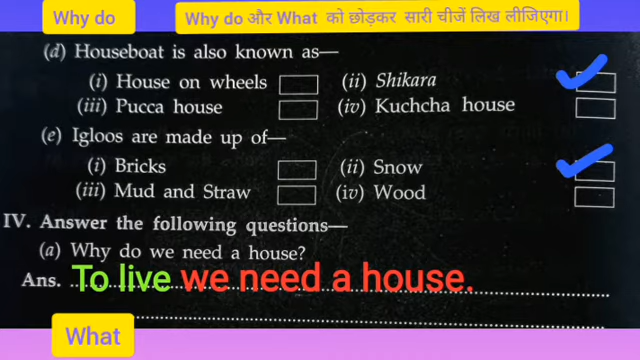 Why do
Why do और What को छोड़कर सारी चीजें लिख लीजिएगा।
(d) Houseboat is also known as—
(i) House on wheels (ii) Shikara
(iii) Pucca house (iv) Kuchcha house
(e) Igloos are made up of—
(i) Bricks (ii) Snow
(iii) Mud and Straw (iv) Wood
IV. Answer the following questions—
(a) Why do we need a house?
Ans. To live we need a house.
What